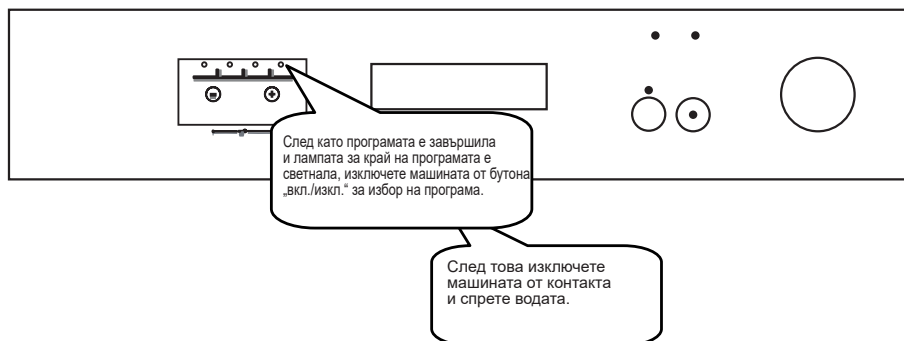 След като програмата е завършила
и лампата за край на програмата е
светнала, изключете машината от бутона
„вкл./изкл.“ за избор на програма.
След това изключете
машината от контакта
и спрете водата.